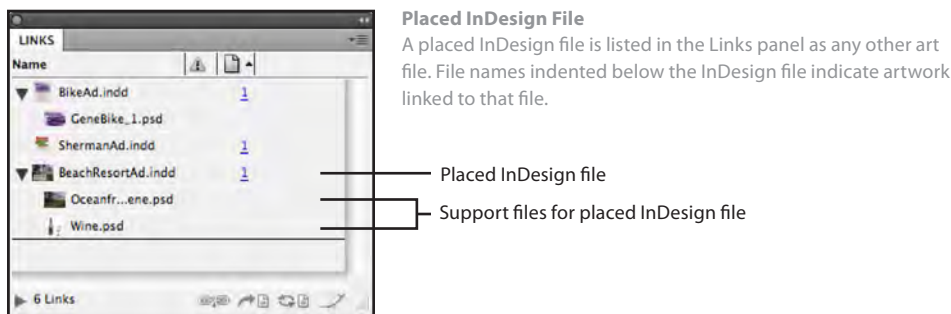 LINKS
Name
BikeAd.indd 1
GeneBike_1.psd
ShermanAd.indd 1
BeachResortAd.indd 1
Oceanfr...ene.psd
Wine.psd
6 Links
Placed InDesign File
A placed InDesign file is listed in the Links panel as any other art
file. File names indented below the InDesign file indicate artwork
linked to that file.
Placed InDesign file
Support files for placed InDesign file